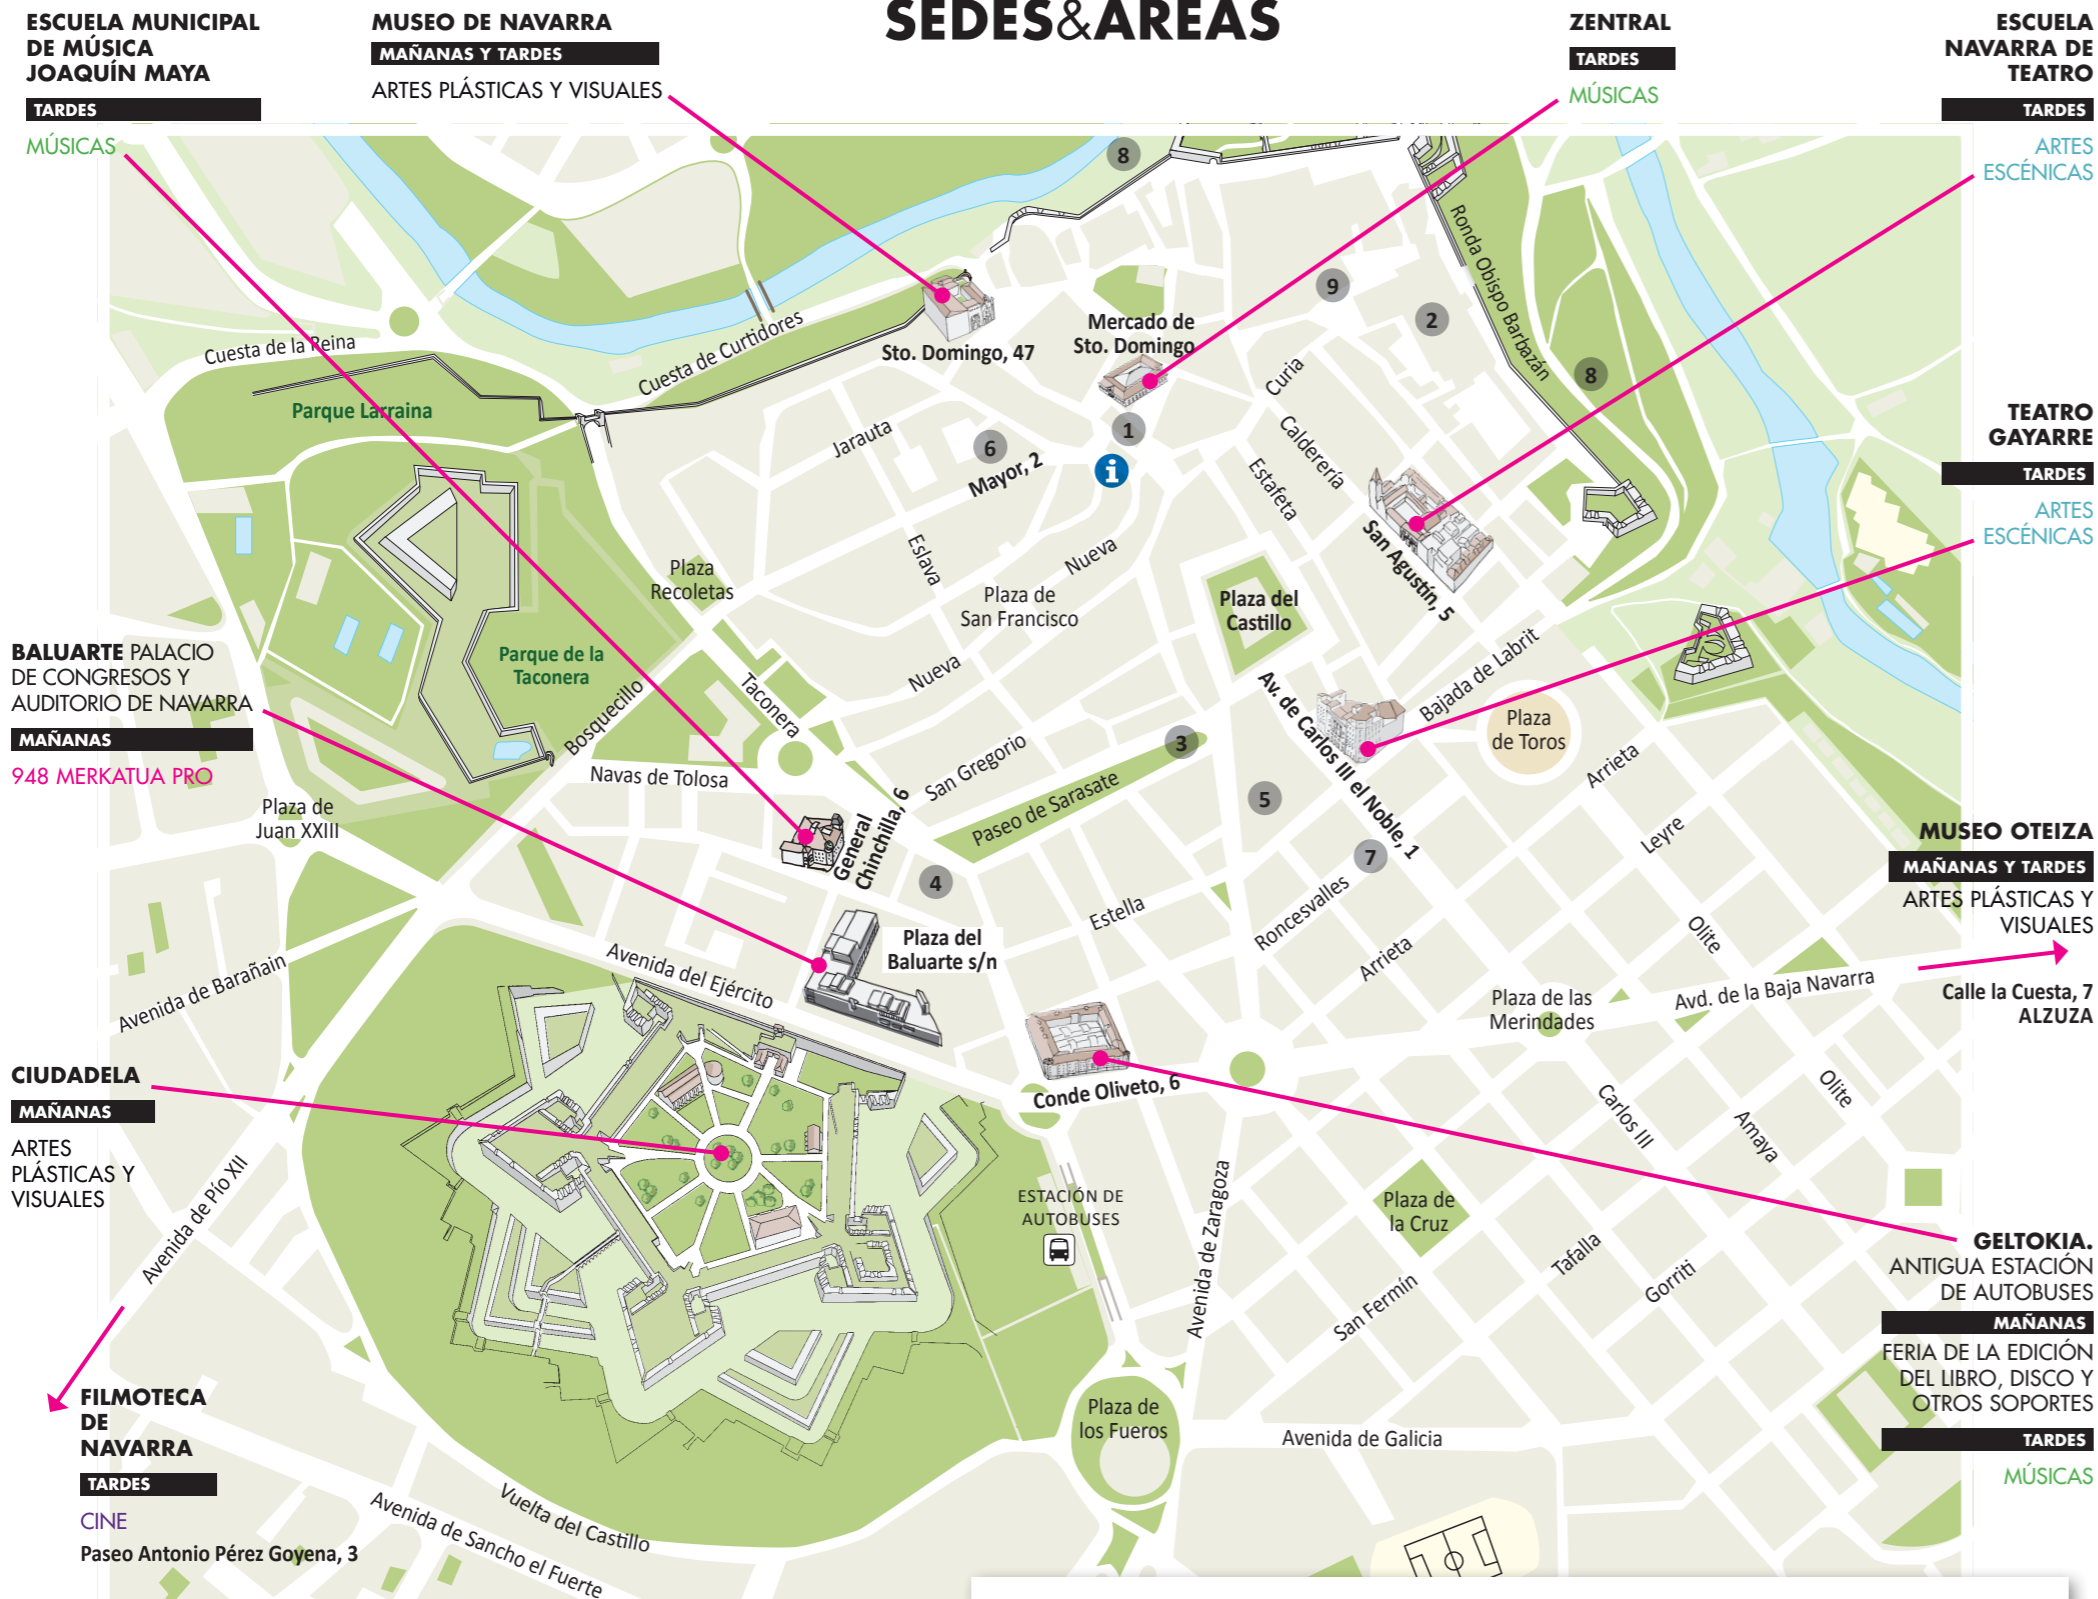 SEDES&AREAS
ESCUELA MUNICIPAL
DE MÚSICA
JOAQUÍN MAYA
TARDES
MÚSICAS
MUSEO DE NAVARRA
MAÑANAS Y TARDES
ARTES PLÁSTICAS Y VISUALES
ZENTRAL
TARDES
MÚSICAS
ESCUELA
NAVARRA DE
TEATRO
TARDES
ARTES
ESCÉNICAS
8
Ronda Obispo Barbazán
9
2
8
Cuesta de la Reina
Cuesta de Curtidores
Sto. Domingo, 47
Mercado de
Sto. Domingo
Curia
Parque Larraina
Jarauta
6
Mayor, 2
1
i
Calderería
Estafeta
San Agustín, 5
TEATRO
GAYARRE
TARDES
ARTES
ESCÉNICAS
Plaza
Recoletas
Eslava
Nueva
Plaza de
San Francisco
Plaza del
Castillo
Bajada de Labrit
BALUARTE PALACIO
DE CONGRESOS Y
AUDITORIO DE NAVARRA
MAÑANAS
948 MERKATUA PRO
Parque de la
Taconera
Bosquecillo
Taconera
Nueva
Av. de Carlos III el Noble, 1
Plaza
de Toros
Arrieta
3
Navas de Tolosa
San Gregorio
Paseo de Sarasate
5
Plaza de
Juan XXIII
General
Chinchilla, 6
4
7
Leyre
MUSEO OTEIZA
MAÑANAS Y TARDES
ARTES PLÁSTICAS Y
VISUALES
Calle la Cuesta, 7
ALZUZA
Estella
Roncesvalles
Arrieta
Olite
Plaza del
Baluarte s/n
Avenida del Ejército
Avenida de Barañain
Plaza de las
Merindades
Avd. de la Baja Navarra
CIUDADELA
MAÑANAS
ARTES
PLÁSTICAS Y
VISUALES
Conde Oliveto, 6
Carlos III
Amaya
Olite
Avenida de Pío XII
ESTACIÓN DE
AUTOBUSES
Avenida de Zaragoza
Plaza de
la Cruz
Tafalla
Gorriti
San Fermín
GELTOKIA.
ANTIGUA ESTACIÓN
DE AUTOBUSES
MAÑANAS
FERIA DE LA EDICIÓN
DEL LIBRO, DISCO Y
OTROS SOPORTES
TARDES
MÚSICAS
FILMOTECA
DE
NAVARRA
TARDES
CINE
Paseo Antonio Pérez Goyena, 3
Plaza de
los Fueros
Avenida de Galicia
Vuelta del Castillo
Avenida de Sancho el Fuerte